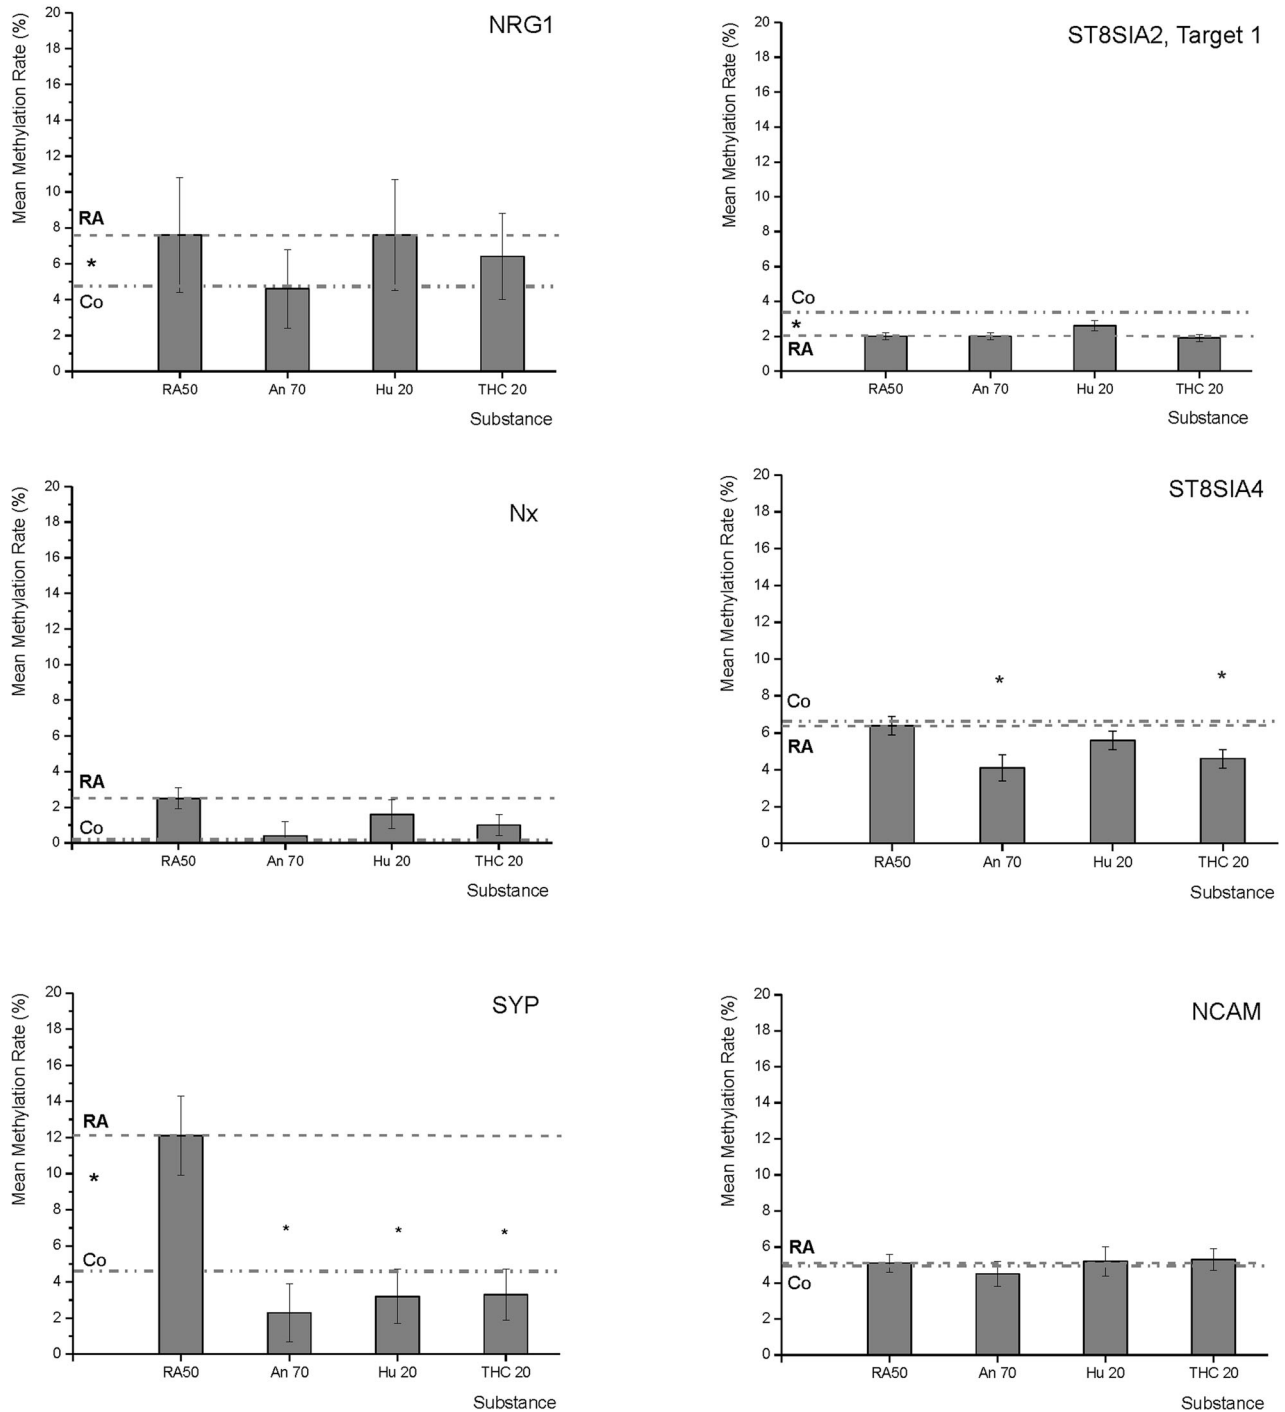 NRG1
Mean Methylation Rate (%)
20
18
16
14
12
10
8
6
4
2
0
RA
*
Co
RA50 An 70 Hu 20 THC 20
Substance
ST8SIA2, Target 1
Mean Methylation Rate (%)
20
18
16
14
12
10
8
6
4
2
0
Co
*
RA
RA50 An 70 Hu 20 THC 20
Substance
Nx
Mean Methylation Rate (%)
20
18
16
14
12
10
8
6
4
2
0
RA
Co
RA50 An 70 Hu 20 THC 20
Substance
ST8SIA4
Mean Methylation Rate (%)
20
18
16
14
12
10
8
6
4
2
0
* *
Co
RA
RA50 An 70 Hu 20 THC 20
Substance
SYP
Mean Methylation Rate (%)
20
18
16
14
12
10
8
6
4
2
0
RA
*
* * *
Co
RA50 An 70 Hu 20 THC 20
Substance
NCAM
Mean Methylation Rate (%)
20
18
16
14
12
10
8
6
4
2
0
RA
Co
RA50 An 70 Hu 20 THC 20
Substance